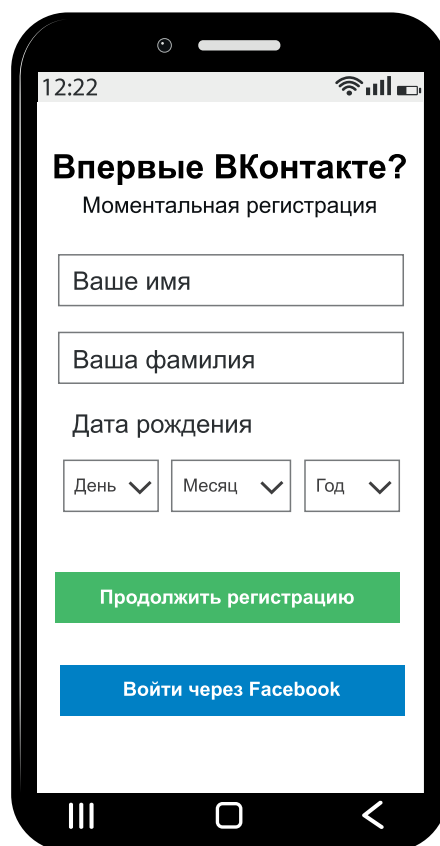 12:22
Впервые ВКонтакте?
Моментальная регистрация
Ваше имя
Ваша фамилия
Дата рождения
День Месяц Год
Продолжить регистрацию
Войти через Facebook